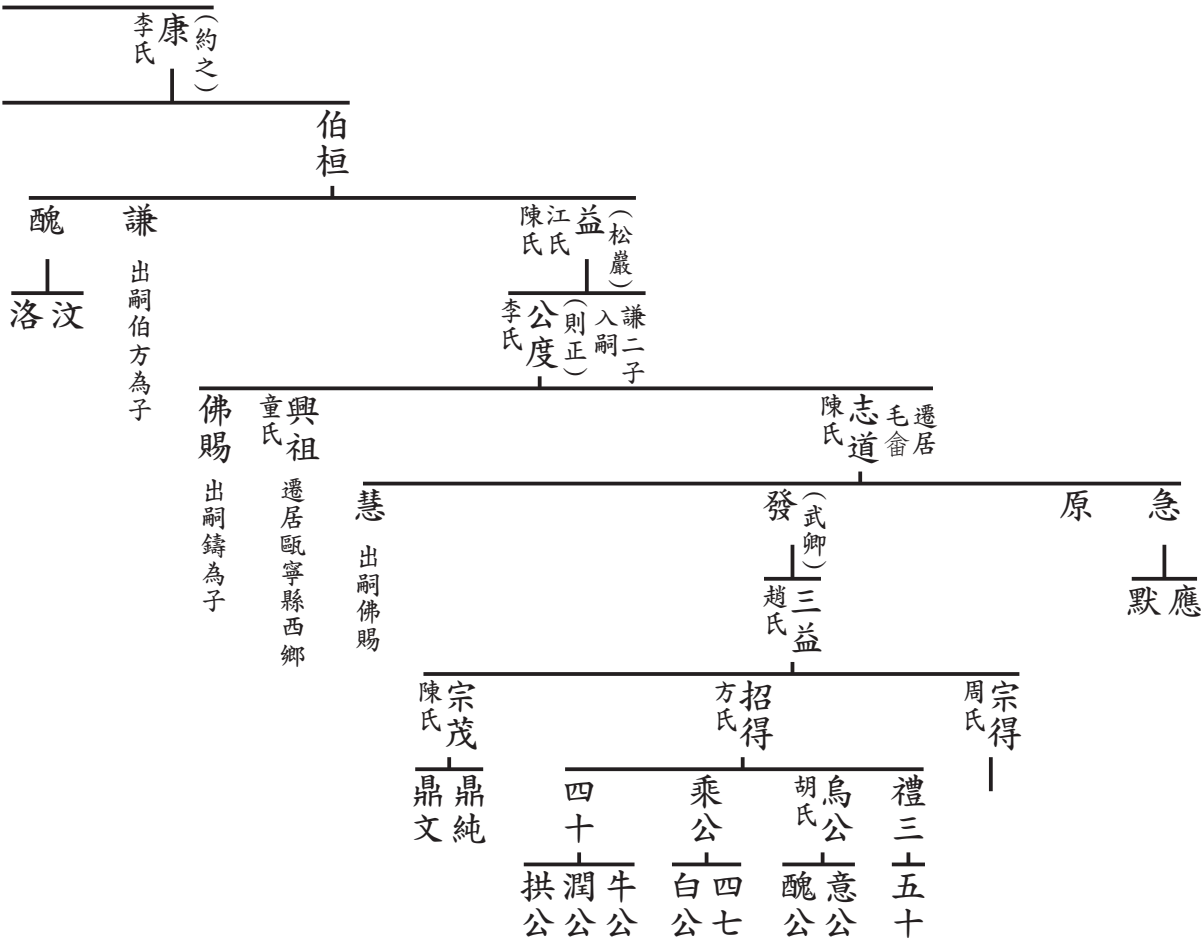 (約之)
康
李氏
伯桓
(松巖)
益
江氏
陳氏
謙
出嗣伯方為子
醜
謙二子
入嗣
(則正)
公度
李氏
汶
洛
遷居
毛畬
志道
陳氏
興祖
童氏
遷居甌寧縣西鄉
佛賜
出嗣鑄為子
急
原
(武卿)
發
慧
出嗣佛賜
應
默
三益
趙氏
宗得
周氏
招得
方氏
宗茂
陳氏
禮三
烏公
胡氏
乘公
四十
鼎純
鼎文
五十
意公
醜公
四七
白公
牛公
潤公
拱公